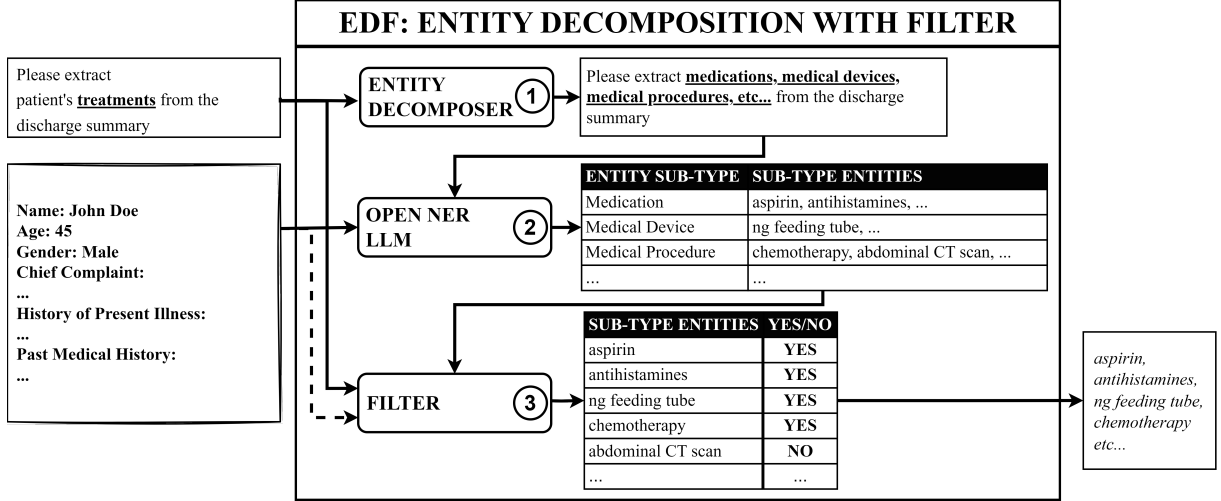 EDF: ENTITY DECOMPOSITION WITH FILTER
Please extract
patient's treatments from the
discharge summary
ENTITY
DECOMPOSER
1
Please extract medications, medical devices,
medical procedures, etc... from the discharge
summary
Name: John Doe
Age: 45
Gender: Male
Chief Complaint:
...
History of Present Illness:
...
Past Medical History:
...
OPEN NER
LLM
2
ENTITY SUB-TYPE SUB-TYPE ENTITIES
Medication aspirin, antihistamines, ...
Medical Device ng feeding tube, ...
Medical Procedure chemotherapy, abdominal CT scan, ...
... ...
FILTER
3
SUB-TYPE ENTITIES YES/NO
aspirin YES
antihistamines YES
ng feeding tube YES
chemotherapy YES
abdominal CT scan NO
... ...
aspirin,
antihistamines,
ng feeding tube,
chemotherapy
etc...